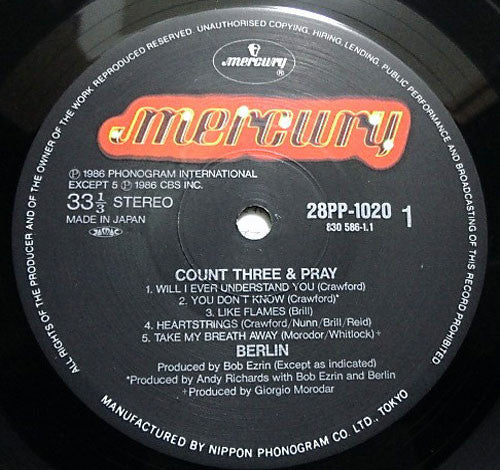 ALL RIGHTS OF THE PRODUCER AND OF THE OWNER OF THE WORK REPRODUCED RESERVED. UNAUTHORISED COPYING, HIRING, LENDING, PUBLIC PERFORMANCE AND BROADCASTING OF THIS RECORD PROHIBITED
mercury
®
mercury
Ⓟ 1986 PHONOGRAM INTERNATIONAL
EXCEPT 5 Ⓟ 1986 CBS INC.
33 1/3 STEREO
MADE IN JAPAN
28PP-1020 1
830 586-1.1
COUNT THREE & PRAY
1. WILL I EVER UNDERSTAND YOU (Crawford)
2. YOU DON'T KNOW (Crawford)*
3. LIKE FLAMES (Brill)
4. HEARTSTRINGS (Crawford/Nunn/Brill/Reid)
5. TAKE MY BREATH AWAY (Morodor/Whitlock)+
BERLIN
Produced by Bob Ezrin (Except as indicated)
*Produced by Andy Richards with Bob Ezrin and Berlin
+Produced by Giorgio Morodar
MANUFACTURED BY NIPPON PHONOGRAM CO. LTD., TOKYO